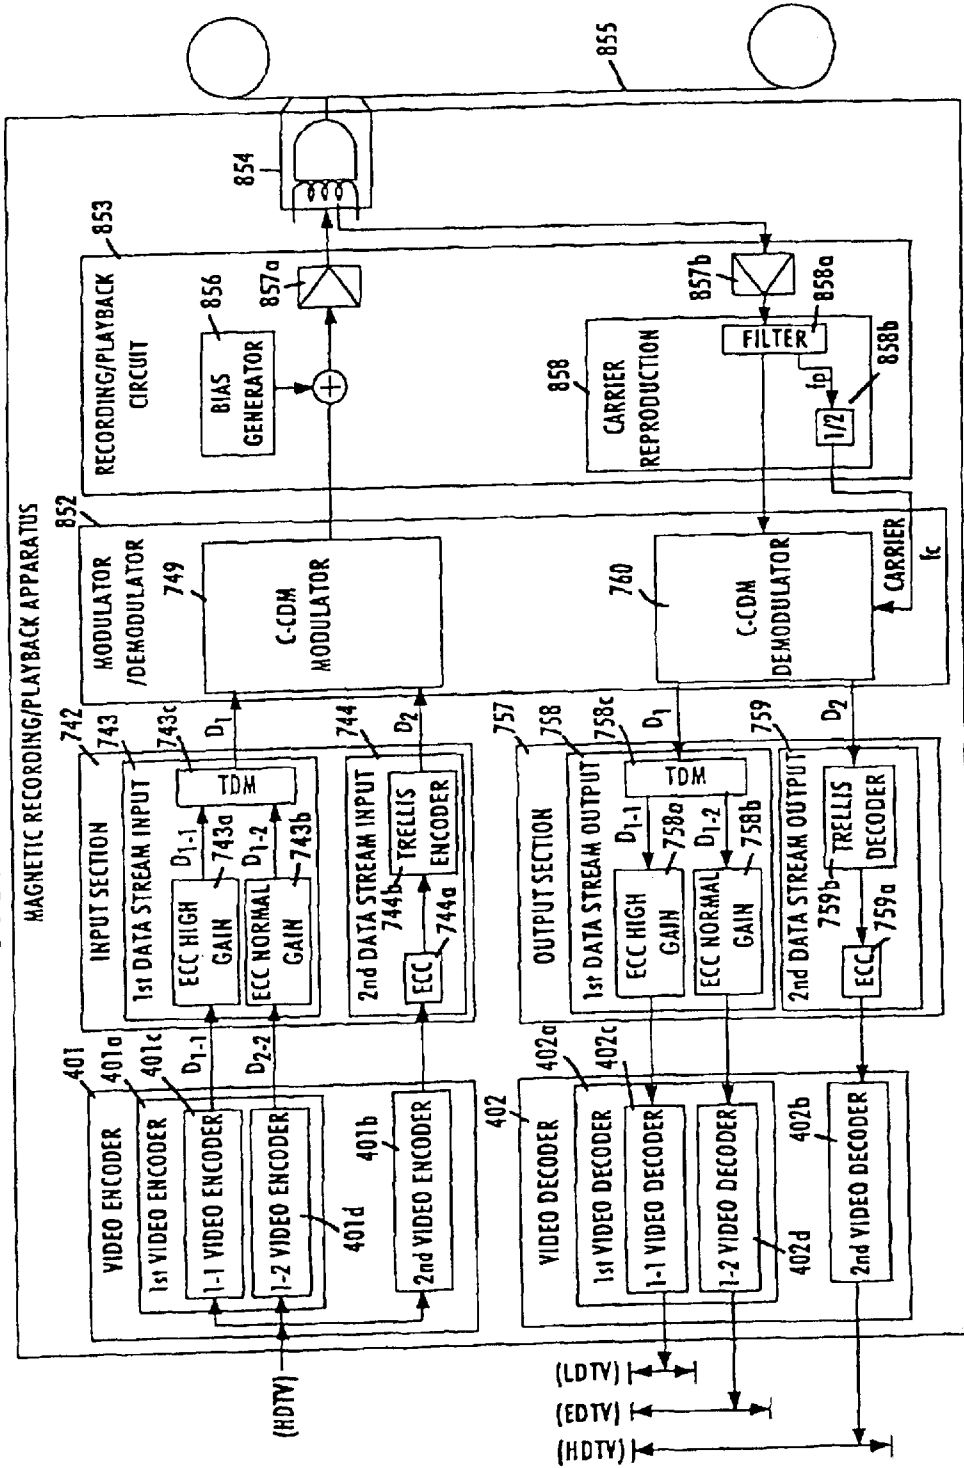 MAGNETIC RECORDING/PLAYBACK APPARATUS
401
VIDEO ENCODER
401a
1st VIDEO ENCODER
401c
1-1 VIDEO ENCODER
1-2 VIDEO ENCODER
401d
401b
2nd VIDEO ENCODER
(HDTV)
D1-1
D2-2
742
INPUT SECTION
743
1st DATA STREAM INPUT
743c
TDM
D1-1
743a
ECC HIGH
GAIN
D1-2
743b
ECC NORMAL
GAIN
744
2nd DATA STREAM INPUT
744b
TRELLIS
ENCODER
744a
ECC
D1
D2
852
MODULATOR
/DEMODULATOR
749
C-CDM
MODULATOR
760
C-CDM
DEMODULATOR
CARRIER
fc
853
RECORDING/PLAYBACK
CIRCUIT
856
BIAS
GENERATOR
857a
854
855
857b
858
CARRIER
REPRODUCTION
858a
FILTER
fp
858b
1/2
757
OUTPUT SECTION
758
1st DATA STREAM OUTPUT
758c
TDM
D1
D1-1
758a
ECC HIGH
GAIN
D1-2
758b
ECC NORMAL
GAIN
759
2nd DATA STREAM OUTPUT
D2
759b
TRELLIS
DECODER
759a
ECC
402
VIDEO DECODER
402a
1st VIDEO DECODER
402c
1-1 VIDEO DECODER
1-2 VIDEO DECODER
402d
402b
2nd VIDEO DECODER
(LDTV)
(EDTV)
(HDTV)